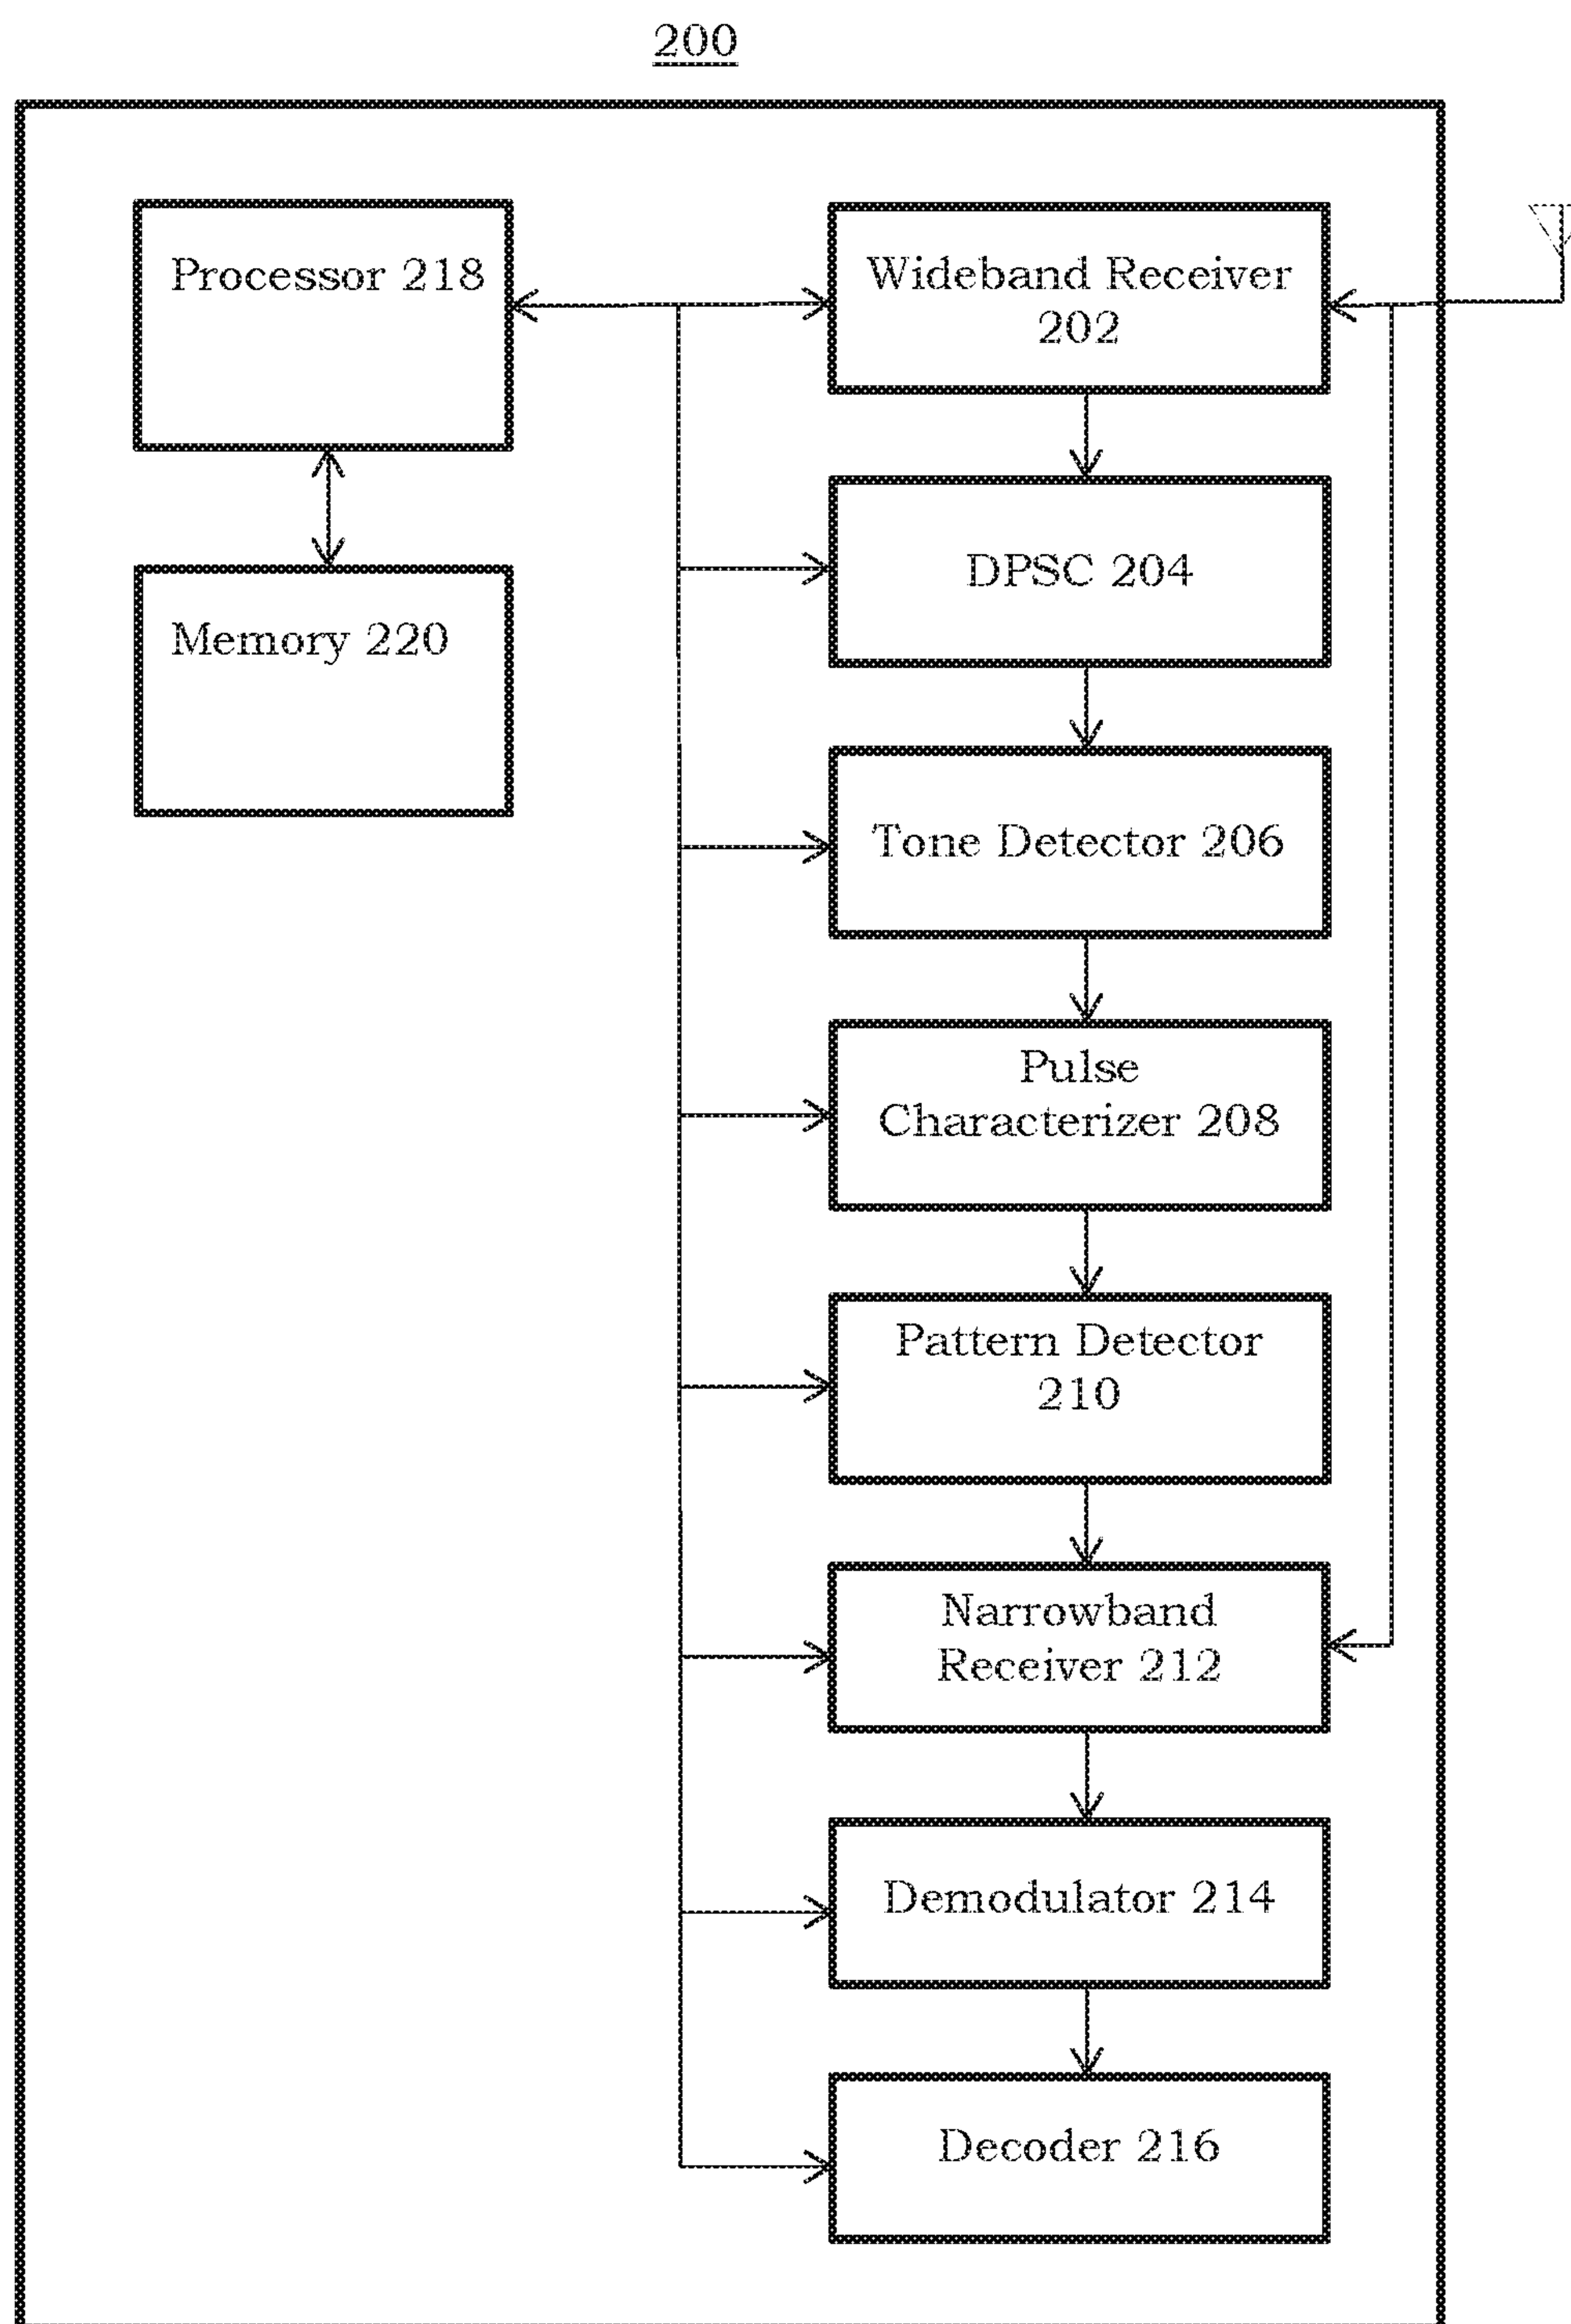 200
Processor 218
Wideband Receiver
202
Memory 220
DPSC 204
Tone Detector 206
Pulse
Characterizer 208
Pattern Detector
210
Narrowband
Receiver 212
Demodulator 214
Decoder 216